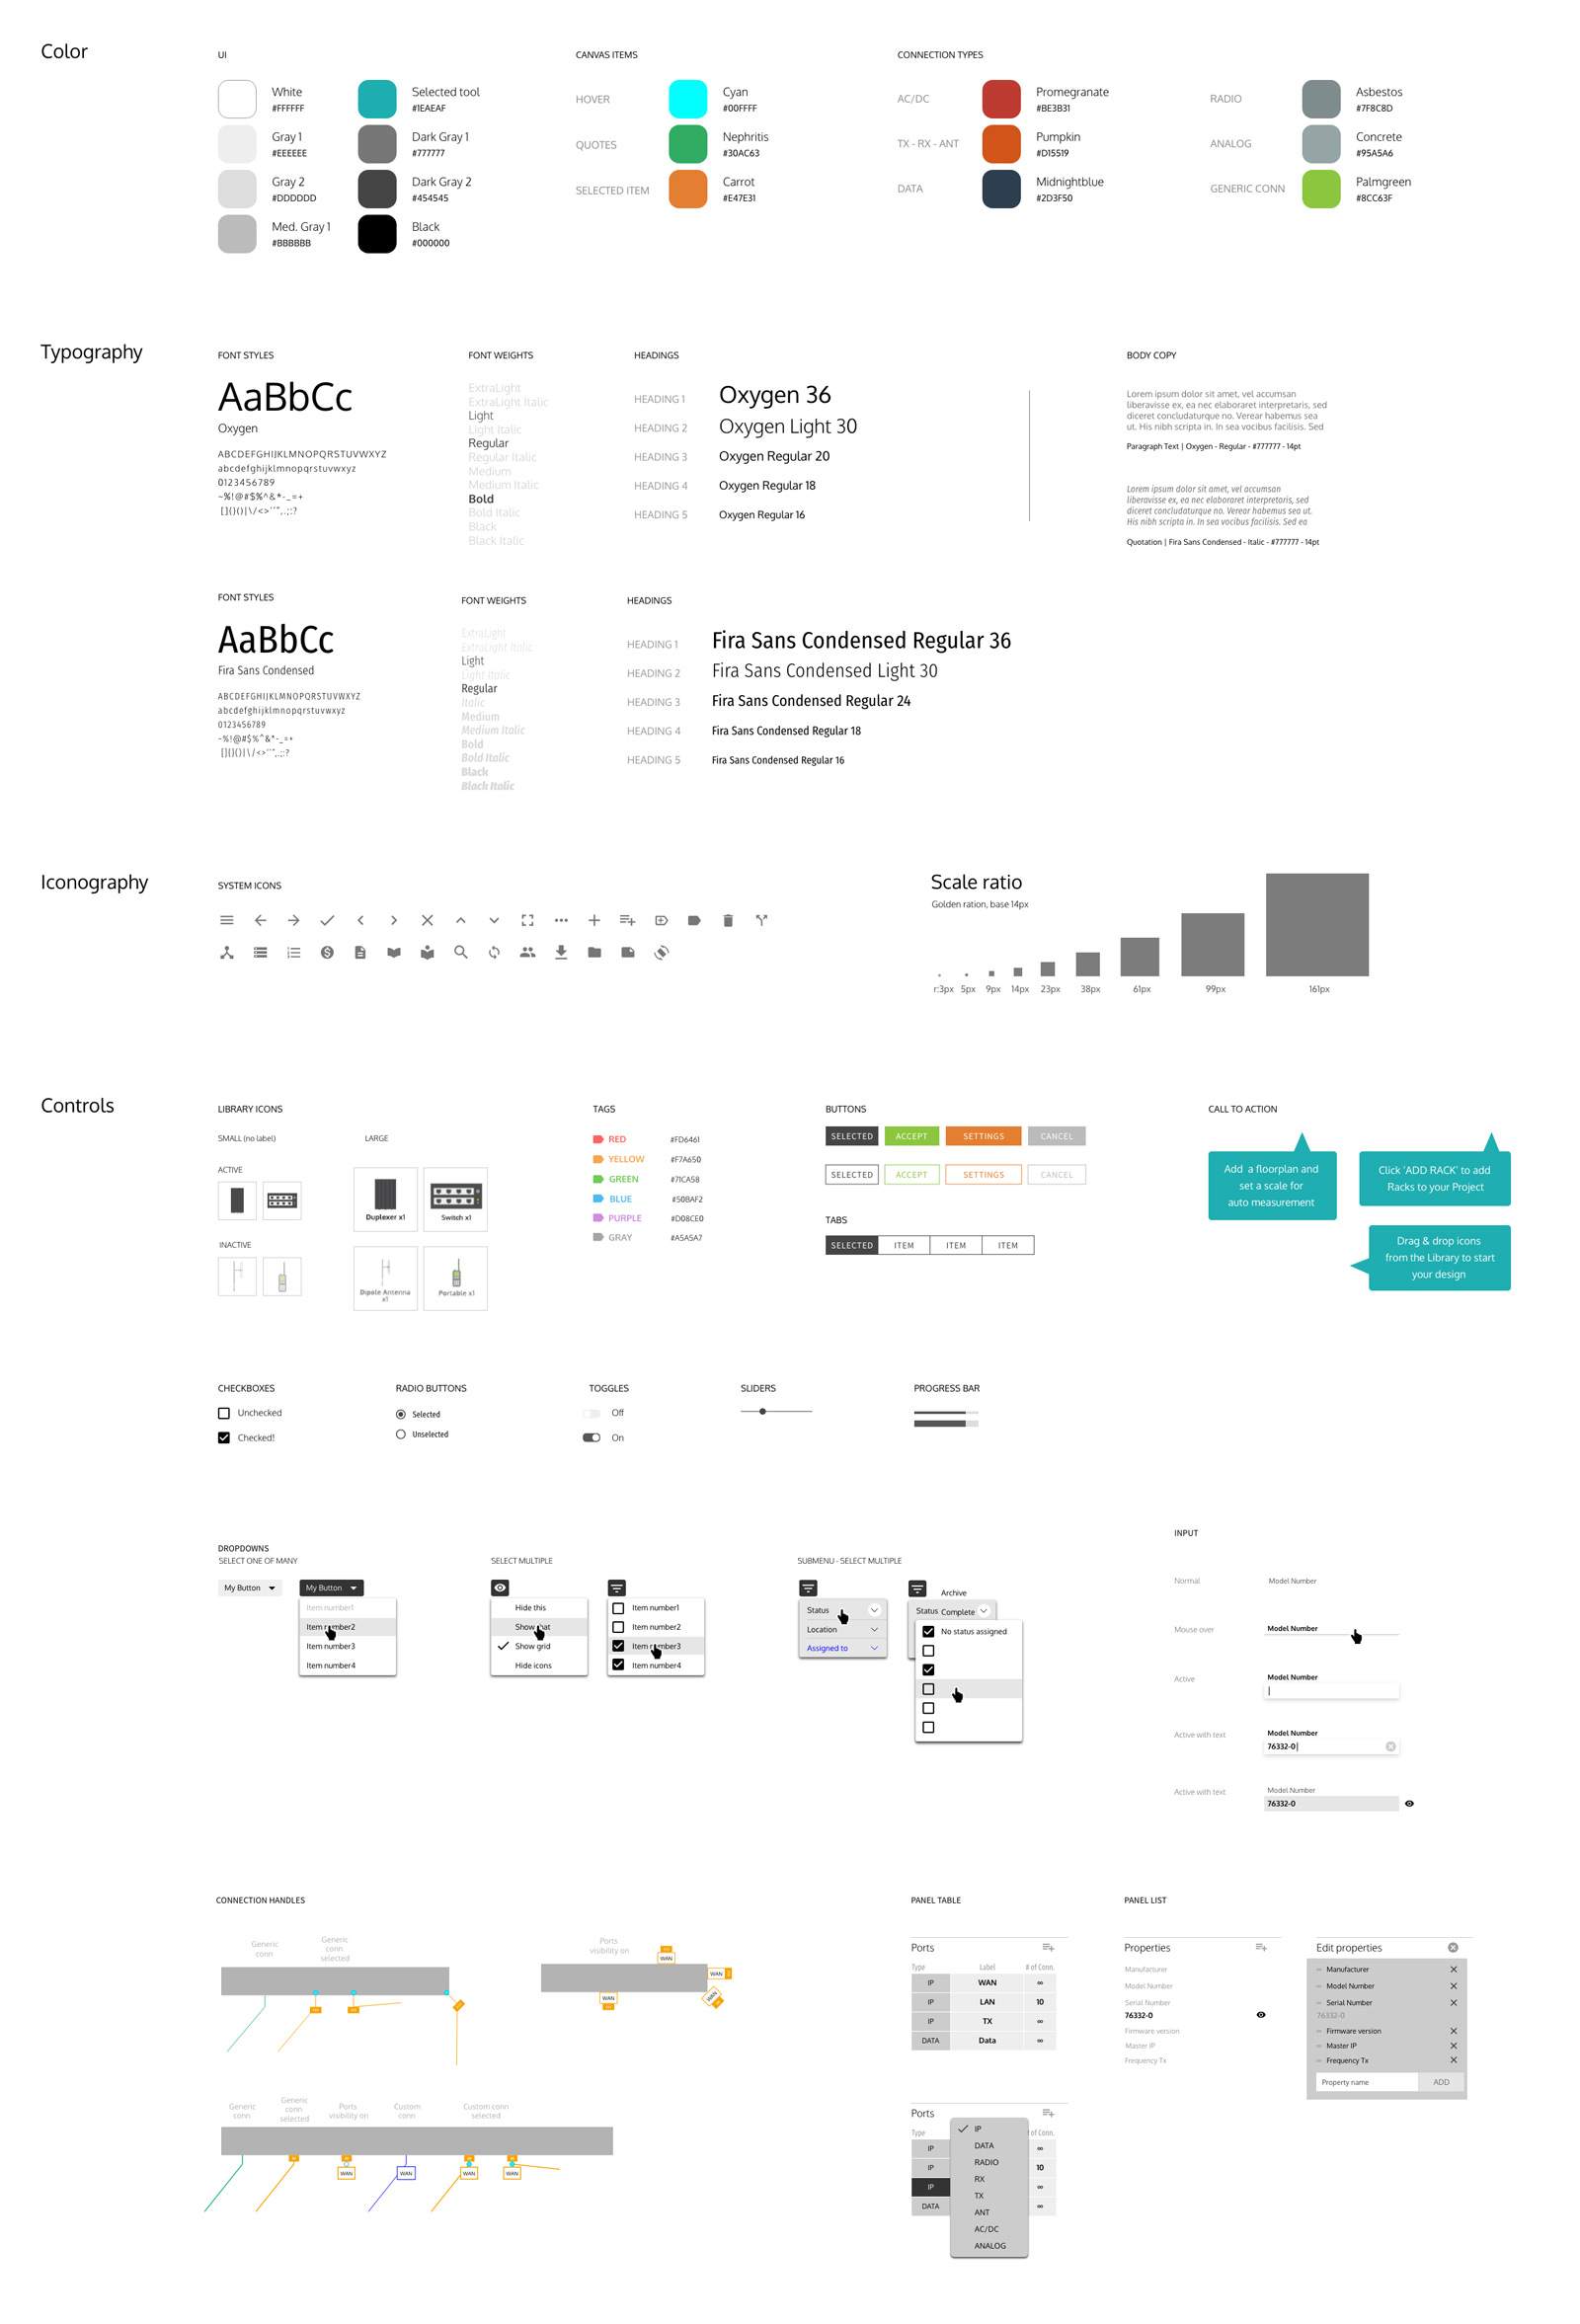 Color
UI
White
#FFFFFF
Gray 1
#EEEEEE
Gray 2
#DDDDDD
Med. Gray 1
#BBBBBB
Selected tool
#1EAEAF
Dark Gray 1
#777777
Dark Gray 2
#454545
Black
#000000
CANVAS ITEMS
HOVER
Cyan
#00FFFF
QUOTES
Nephritis
#30AC63
SELECTED ITEM
Carrot
#E47E31
CONNECTION TYPES
AC/DC
Promegranate
#BE3B31
TX - RX - ANT
Pumpkin
#D15519
DATA
Midnightblue
#2D3F50
RADIO
Asbestos
#7F8C8D
ANALOG
Concrete
#95A5A6
GENERIC CONN
Palmgreen
#8CC63F
Typography
FONT STYLES
AaBbCc
Oxygen
ABCDEFGHIJKLMNOPQRSTUVWXYZ
abcdefghijklmnopqrstuvwxyz
0123456789
~%!@#$%^&*-_=+
[]{}()|\/<>'´",.;:?
FONT WEIGHTS
ExtraLight
ExtraLight Italic
Light
Light Italic
Regular
Regular Italic
Medium
Medium Italic
Bold
Bold Italic
Black
Black Italic
HEADINGS
HEADING 1
Oxygen 36
HEADING 2
Oxygen Light 30
HEADING 3
Oxygen Regular 20
HEADING 4
Oxygen Regular 18
HEADING 5
Oxygen Regular 16
BODY COPY
Lorem ipsum dolor sit amet, vel accumsan
liberavisse ex, ea nec elaboraret interpretaris, sed
diceret concludaturque no. Verear habemus sea
ut. His nibh scripta in. In sea vocibus facilisis. Sed
Paragraph Text | Oxygen - Regular - #777777 - 14pt
Lorem ipsum dolor sit amet, vel accumsan
liberavisse ex, ea nec elaboraret interpretaris, sed
diceret concludaturque no. Verear habemus sea ut.
His nibh scripta in. In sea vocibus facilisis. Sed ea
Quotation | Fira Sans Condensed - Italic - #777777 - 14pt
FONT STYLES
AaBbCc
Fira Sans Condensed
ABCDEFGHIJKLMNOPQRSTUVWXYZ
abcdefghijklmnopqrstuvwxyz
0123456789
~%!@#$%^&*-_=+
[]{}()|\/<>'´",.;:?
FONT WEIGHTS
ExtraLight
ExtraLight Italic
Light
Light Italic
Regular
Italic
Medium
Medium Italic
Bold
Bold Italic
Black
Black Italic
HEADINGS
HEADING 1
Fira Sans Condensed Regular 36
HEADING 2
Fira Sans Condensed Light 30
HEADING 3
Fira Sans Condensed Regular 24
HEADING 4
Fira Sans Condensed Regular 18
HEADING 5
Fira Sans Condensed Regular 16
Iconography
SYSTEM ICONS
Scale ratio
Golden ration, base 14px
r:3px 5px 9px 14px 23px 38px 61px 99px 161px
Controls
LIBRARY ICONS
SMALL (no label)
LARGE
ACTIVE
Duplexer x1
Switch x1
INACTIVE
Dipole Antenna
x1
Portable x1
TAGS
RED #FD6461
YELLOW #F7A650
GREEN #71CA58
BLUE #50BAF2
PURPLE #D08CE0
GRAY #A5A5A7
BUTTONS
SELECTED ACCEPT SETTINGS CANCEL
SELECTED ACCEPT SETTINGS CANCEL
TABS
SELECTED ITEM ITEM ITEM
CALL TO ACTION
Add a floorplan and
set a scale for
auto measurement
Click 'ADD RACK' to add
Racks to your Project
Drag & drop icons
from the Library to start
your design
CHECKBOXES
Unchecked
Checked!
RADIO BUTTONS
Selected
Unselected
TOGGLES
Off
On
SLIDERS
PROGRESS BAR
DROPDOWNS
SELECT ONE OF MANY
My Button
My Button
Item number1
Item number2
Item number3
Item number4
SELECT MULTIPLE
Hide this
Show that
Show grid
Hide icons
Item number1
Item number2
Item number3
Item number4
SUBMENU - SELECT MULTIPLE
Status
Location
Assigned to
Archive
Status Complete
No status assigned
INPUT
Normal
Model Number
Mouse over
Model Number
Active
Model Number
Active with text
Model Number
76332-0
Active with text
Model Number
76332-0
CONNECTION HANDLES
Generic
conn
Generic
conn
selected
Ports
visibility on
WAN
WAN
WAN
WAN
Generic
conn
Generic
conn
selected
Ports
visibility on
Custom
conn
Custom conn
selected
WAN
WAN
WAN
WAN
PANEL TABLE
Ports
Type Label # of Conn.
IP WAN ∞
IP LAN 10
IP TX ∞
DATA Data ∞
Ports
Type of Conn.
IP ∞
IP 10
IP ∞
DATA ∞
IP
DATA
RADIO
RX
TX
ANT
AC/DC
ANALOG
PANEL LIST
Properties
Manufacturer
Model Number
Serial Number
76332-0
Firmware version
Master IP
Frequency Tx
Edit properties
Manufacturer
Model Number
Serial Number
76332-0
Firmware version
Master IP
Frequency Tx
Property name ADD